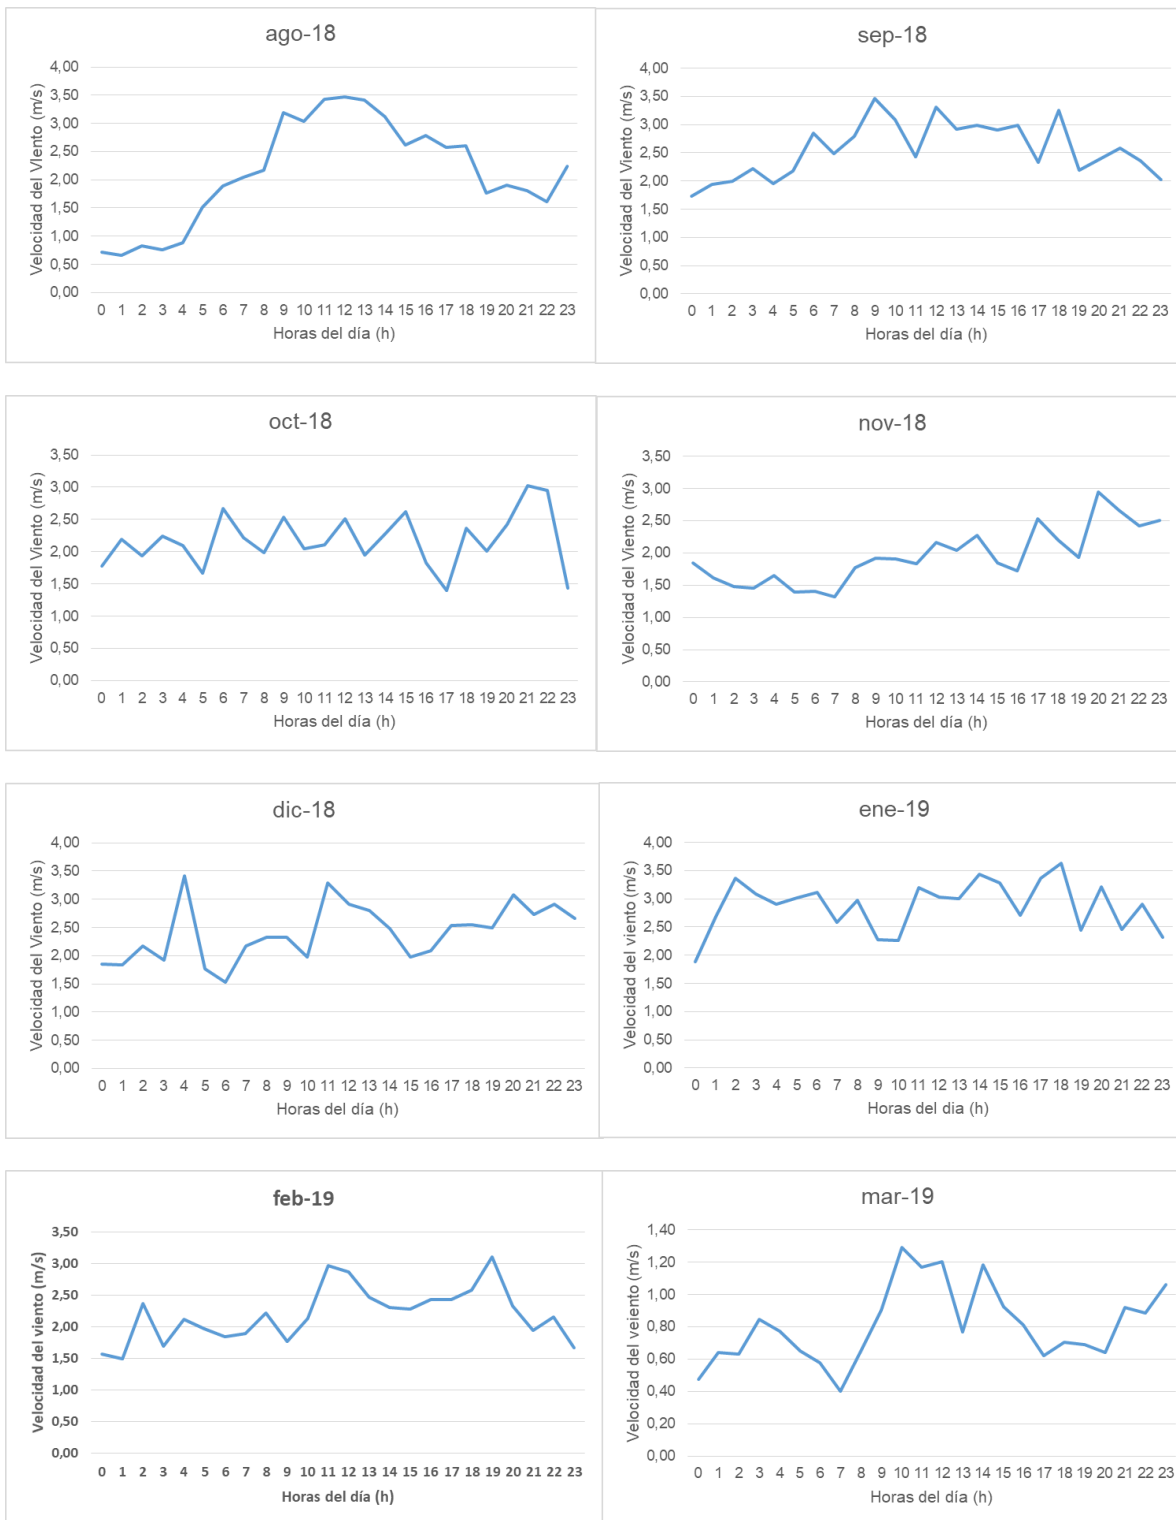 ago-18
Velocidad del VIento (m/s)
4,00
3,50
3,00
2,50
2,00
1,50
1,00
0,50
0,00
0 1 2 3 4 5 6 7 8 9 10 11 12 13 14 15 16 17 18 19 20 21 22 23
Horas del día (h)
sep-18
Velocidad del Viento (m/s)
4,00
3,50
3,00
2,50
2,00
1,50
1,00
0,50
0,00
0 1 2 3 4 5 6 7 8 9 10 11 12 13 14 15 16 17 18 19 20 21 22 23
Horas del día (h)
oct-18
Velocidad del Viento (m/s)
3,50
3,00
2,50
2,00
1,50
1,00
0,50
0,00
0 1 2 3 4 5 6 7 8 9 10 11 12 13 14 15 16 17 18 19 20 21 22 23
Horas del día (h)
nov-18
Velocidad del Viento (m/s)
3,50
3,00
2,50
2,00
1,50
1,00
0,50
0,00
0 1 2 3 4 5 6 7 8 9 10 11 12 13 14 15 16 17 18 19 20 21 22 23
Horas del día (h)
dic-18
Velocidad del Viento (m/s)
4,00
3,50
3,00
2,50
2,00
1,50
1,00
0,50
0,00
0 1 2 3 4 5 6 7 8 9 10 11 12 13 14 15 16 17 18 19 20 21 22 23
Horas del día (h)
ene-19
Velocidad del viento (m/s)
4,00
3,50
3,00
2,50
2,00
1,50
1,00
0,50
0,00
0 1 2 3 4 5 6 7 8 9 10 11 12 13 14 15 16 17 18 19 20 21 22 23
Horas del dia (h)
feb-19
Velocidad del viento (m/s)
3,50
3,00
2,50
2,00
1,50
1,00
0,50
0,00
0 1 2 3 4 5 6 7 8 9 10 11 12 13 14 15 16 17 18 19 20 21 22 23
Horas del día (h)
mar-19
Velocidad del veiento (m/s)
1,40
1,20
1,00
0,80
0,60
0,40
0,20
0,00
0 1 2 3 4 5 6 7 8 9 10 11 12 13 14 15 16 17 18 19 20 21 22 23
Horas del día (h)